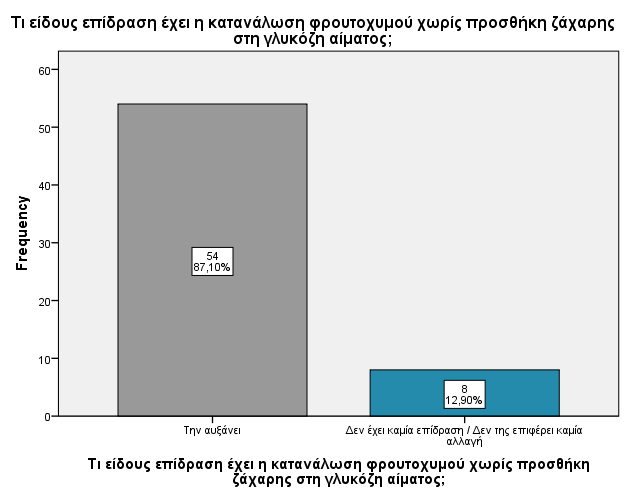 Τι είδους επίδραση έχει η κατανάλωση φρουτοχυμού χωρίς προσθήκη ζάχαρης
στη γλυκόζη αίματος;
60
50
40
30
20
10
0
Frequency
54
87,10%
8
12,90%
Την αυξάνει
Δεν έχει καμία επίδραση / Δεν της επιφέρει καμία
αλλαγή
Τι είδους επίδραση έχει η κατανάλωση φρουτοχυμού χωρίς προσθήκη
ζάχαρης στη γλυκόζη αίματος;